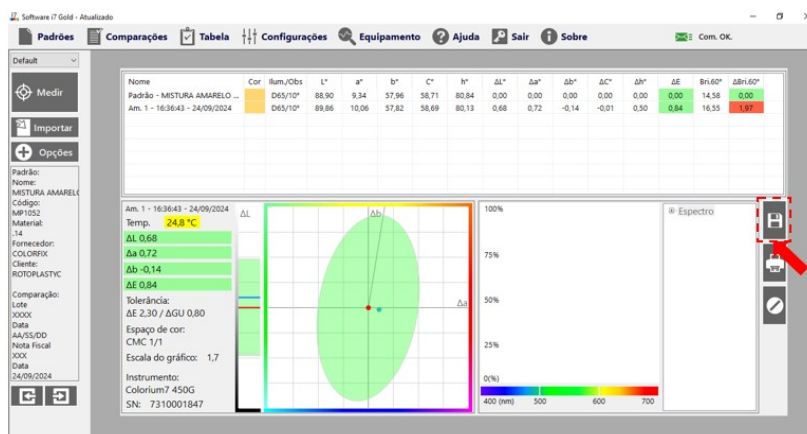 Software i7 Gold - Atualizado
Padrões Comparações Tabela Configurações Equipamento Ajuda Sair Sobre Com. OK.
Default
Medir
Importar
Opções
Padrão:
Nome:
MISTURA AMARELO
Código:
MP1052
Material:
.14
Fornecedor:
COLORFIX
Cliente:
ROTOPLASTYC
Comparação:
Lote
XXXX
Data
AA/SS/DD
Nota Fiscal
XXX
Data
24/09/2024
Nome Cor Ilum./Obs L* a* b* C* h* ΔL* Δa* Δb* ΔC* Δh* ΔE Bri.60° ΔBri.60°
Padrão - MISTURA AMARELO ... D65/10° 88,90 9,34 57,96 58,71 80,84 0,00 0,00 0,00 0,00 0,00 0,00 14,58 0,00
Am. 1 - 16:36:43 - 24/09/2024 D65/10° 89,86 10,06 57,82 58,69 80,13 0,68 0,72 -0,14 -0,01 0,50 0,84 16,55 1,97
Am. 1 - 16:36:43 - 24/09/2024
Temp. 24,8 °C
ΔL 0,68
Δa 0,72
Δb -0,14
ΔE 0,84
Tolerância:
ΔE 2,30 / ΔGU 0,80
Espaço de cor:
CMC 1/1
Escala do gráfico: 1,7
Instrumento:
Colorium7 450G
SN: 7310001847
ΔL
Δb
Δa
100%
75%
50%
25%
0(%)
400 (nm) 500 600 700
Espectro